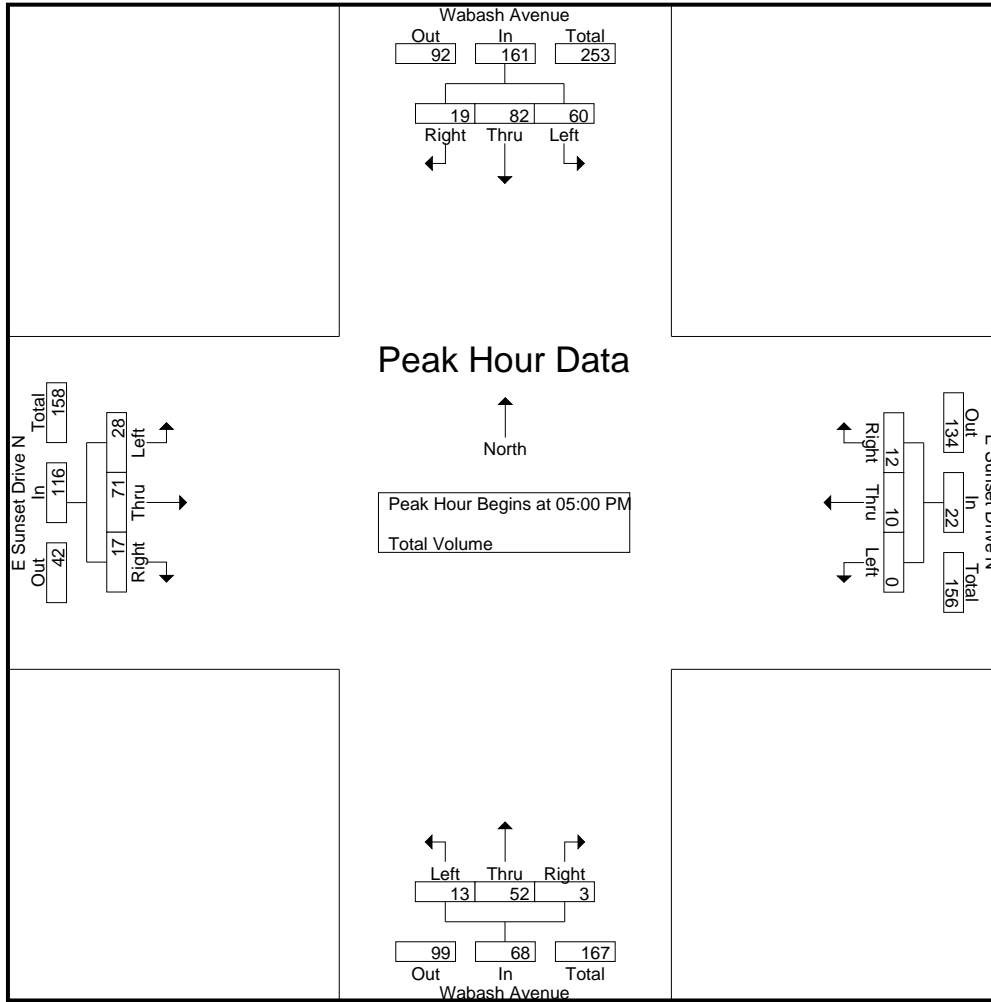 Wabash Avenue
Out In Total
92 161 253
19 82 60
Right Thru Left
Peak Hour Data
North
Peak Hour Begins at 05:00 PM
Total Volume
E Sunset Drive N
Out In Total
42 116 158
17 71 28
Right Thru Left
E Sunset Drive N
Out In Total
134 22 156
12 10 0
Right Thru Left
Left Thru Right
13 52 3
99 68 167
Out In Total
Wabash Avenue